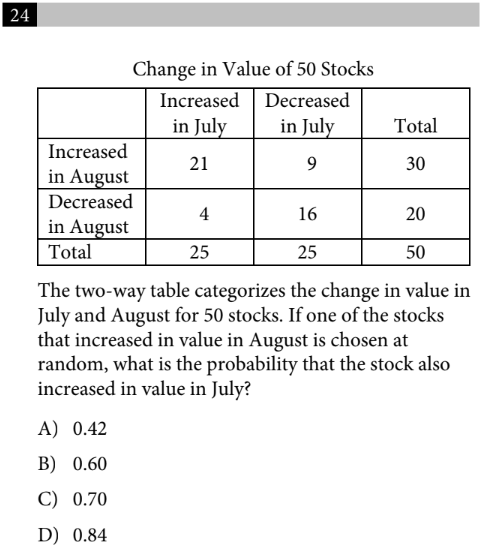 24
Change in Value of 50 Stocks
Increased Decreased
in July in July Total
Increased
in August 21 9 30
Decreased
in August 4 16 20
Total 25 25 50
The two-way table categorizes the change in value in
July and August for 50 stocks. If one of the stocks
that increased in value in August is chosen at
random, what is the probability that the stock also
increased in value in July?
A) 0.42
B) 0.60
C) 0.70
D) 0.84